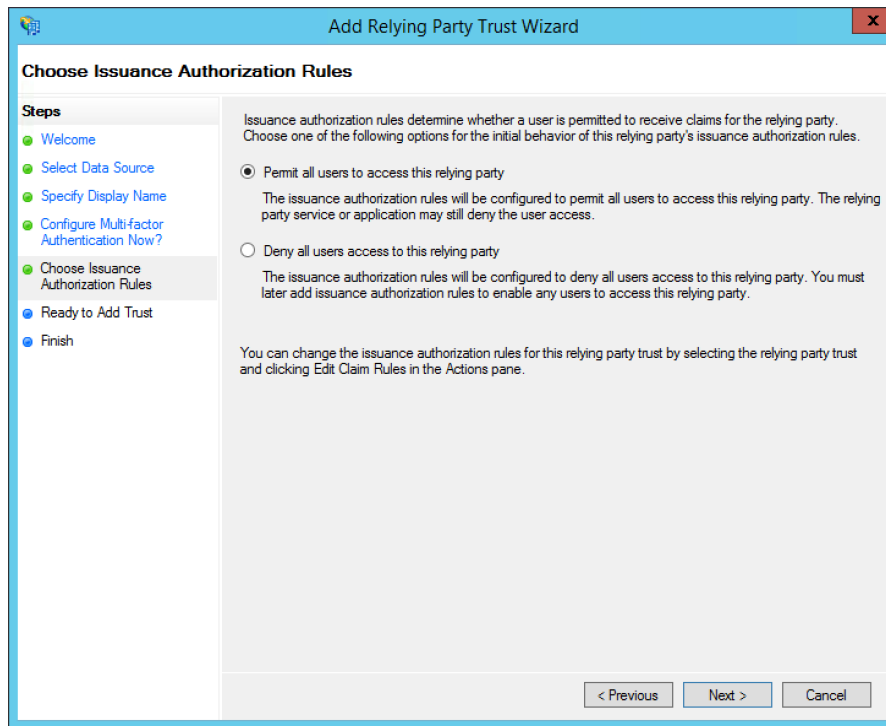 Add Relying Party Trust Wizard
x
Choose Issuance Authorization Rules
Steps
Welcome
Select Data Source
Specify Display Name
Configure Multi-factor
Authentication Now?
Choose Issuance
Authorization Rules
Ready to Add Trust
Finish
Issuance authorization rules determine whether a user is permitted to receive claims for the relying party.
Choose one of the following options for the initial behavior of this relying party's issuance authorization rules.
Permit all users to access this relying party
The issuance authorization rules will be configured to permit all users to access this relying party. The relying
party service or application may still deny the user access.
Deny all users access to this relying party
The issuance authorization rules will be configured to deny all users access to this relying party. You must
later add issuance authorization rules to enable any users to access this relying party.
You can change the issuance authorization rules for this relying party trust by selecting the relying party trust
and clicking Edit Claim Rules in the Actions pane.
< Previous
Next >
Cancel